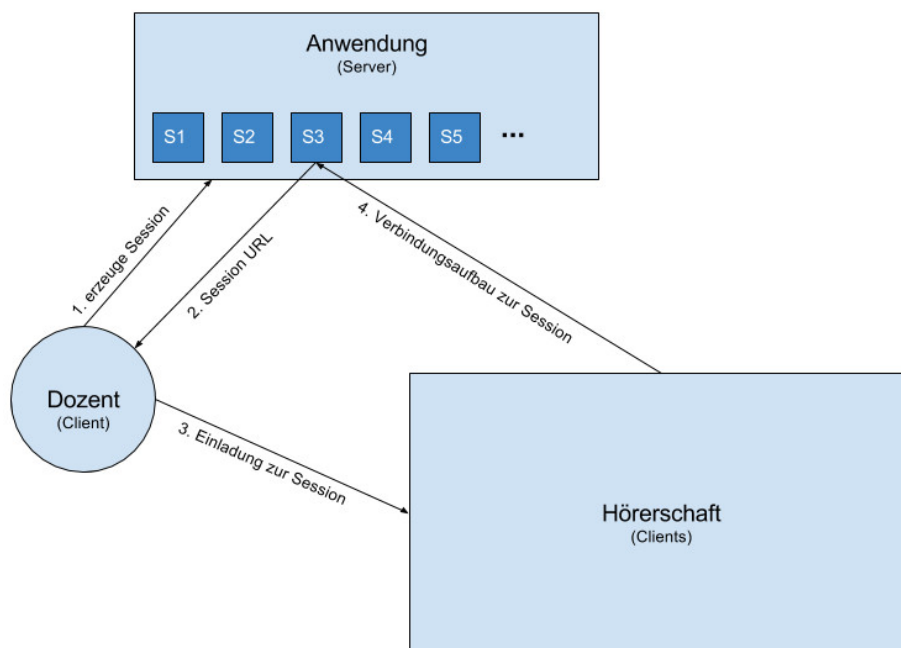 Anwendung
(Server)
S1 S2 S3 S4 S5 ...
1. erzeuge Session
2. Session URL
4. Verbindungsaufbau zur Session
Dozent
(Client)
3. Einladung zur Session
Hörerschaft
(Clients)